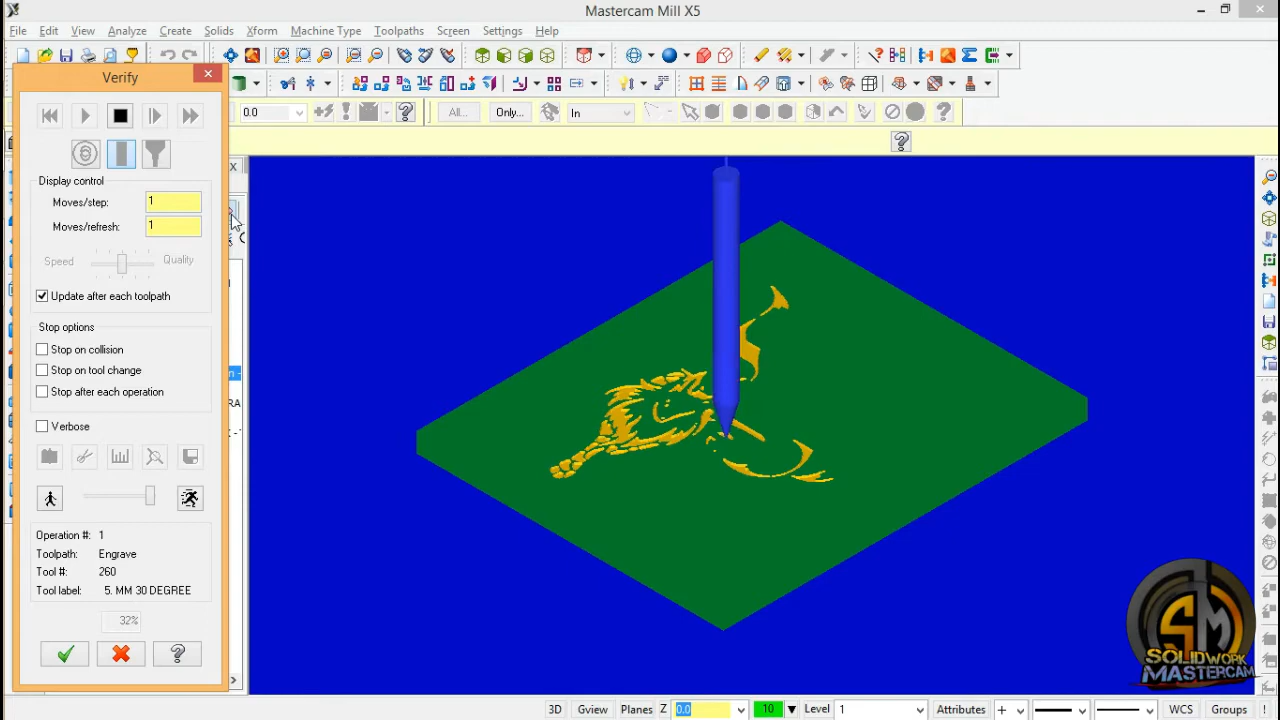 Mastercam Mill X5
File Edit View Analyze Create Solids Xform Machine Type Toolpaths Screen Settings Help
Verify
0.0
All...
Only...
In
Display control
Moves/step: 1
Moves/refresh: 1
Speed
Quality
Update after each toolpath
Stop options
Stop on collision
Stop on tool change
Stop after each operation
Verbose
Operation #: 1
Toolpath: Engrave
Tool #: 260
Tool label: 5. MM 30 DEGREE
32%
SM
SOLIDWORK
MASTERCAM
3D Gview Planes Z 0.0 10 Level 1 Attributes WCS Groups !